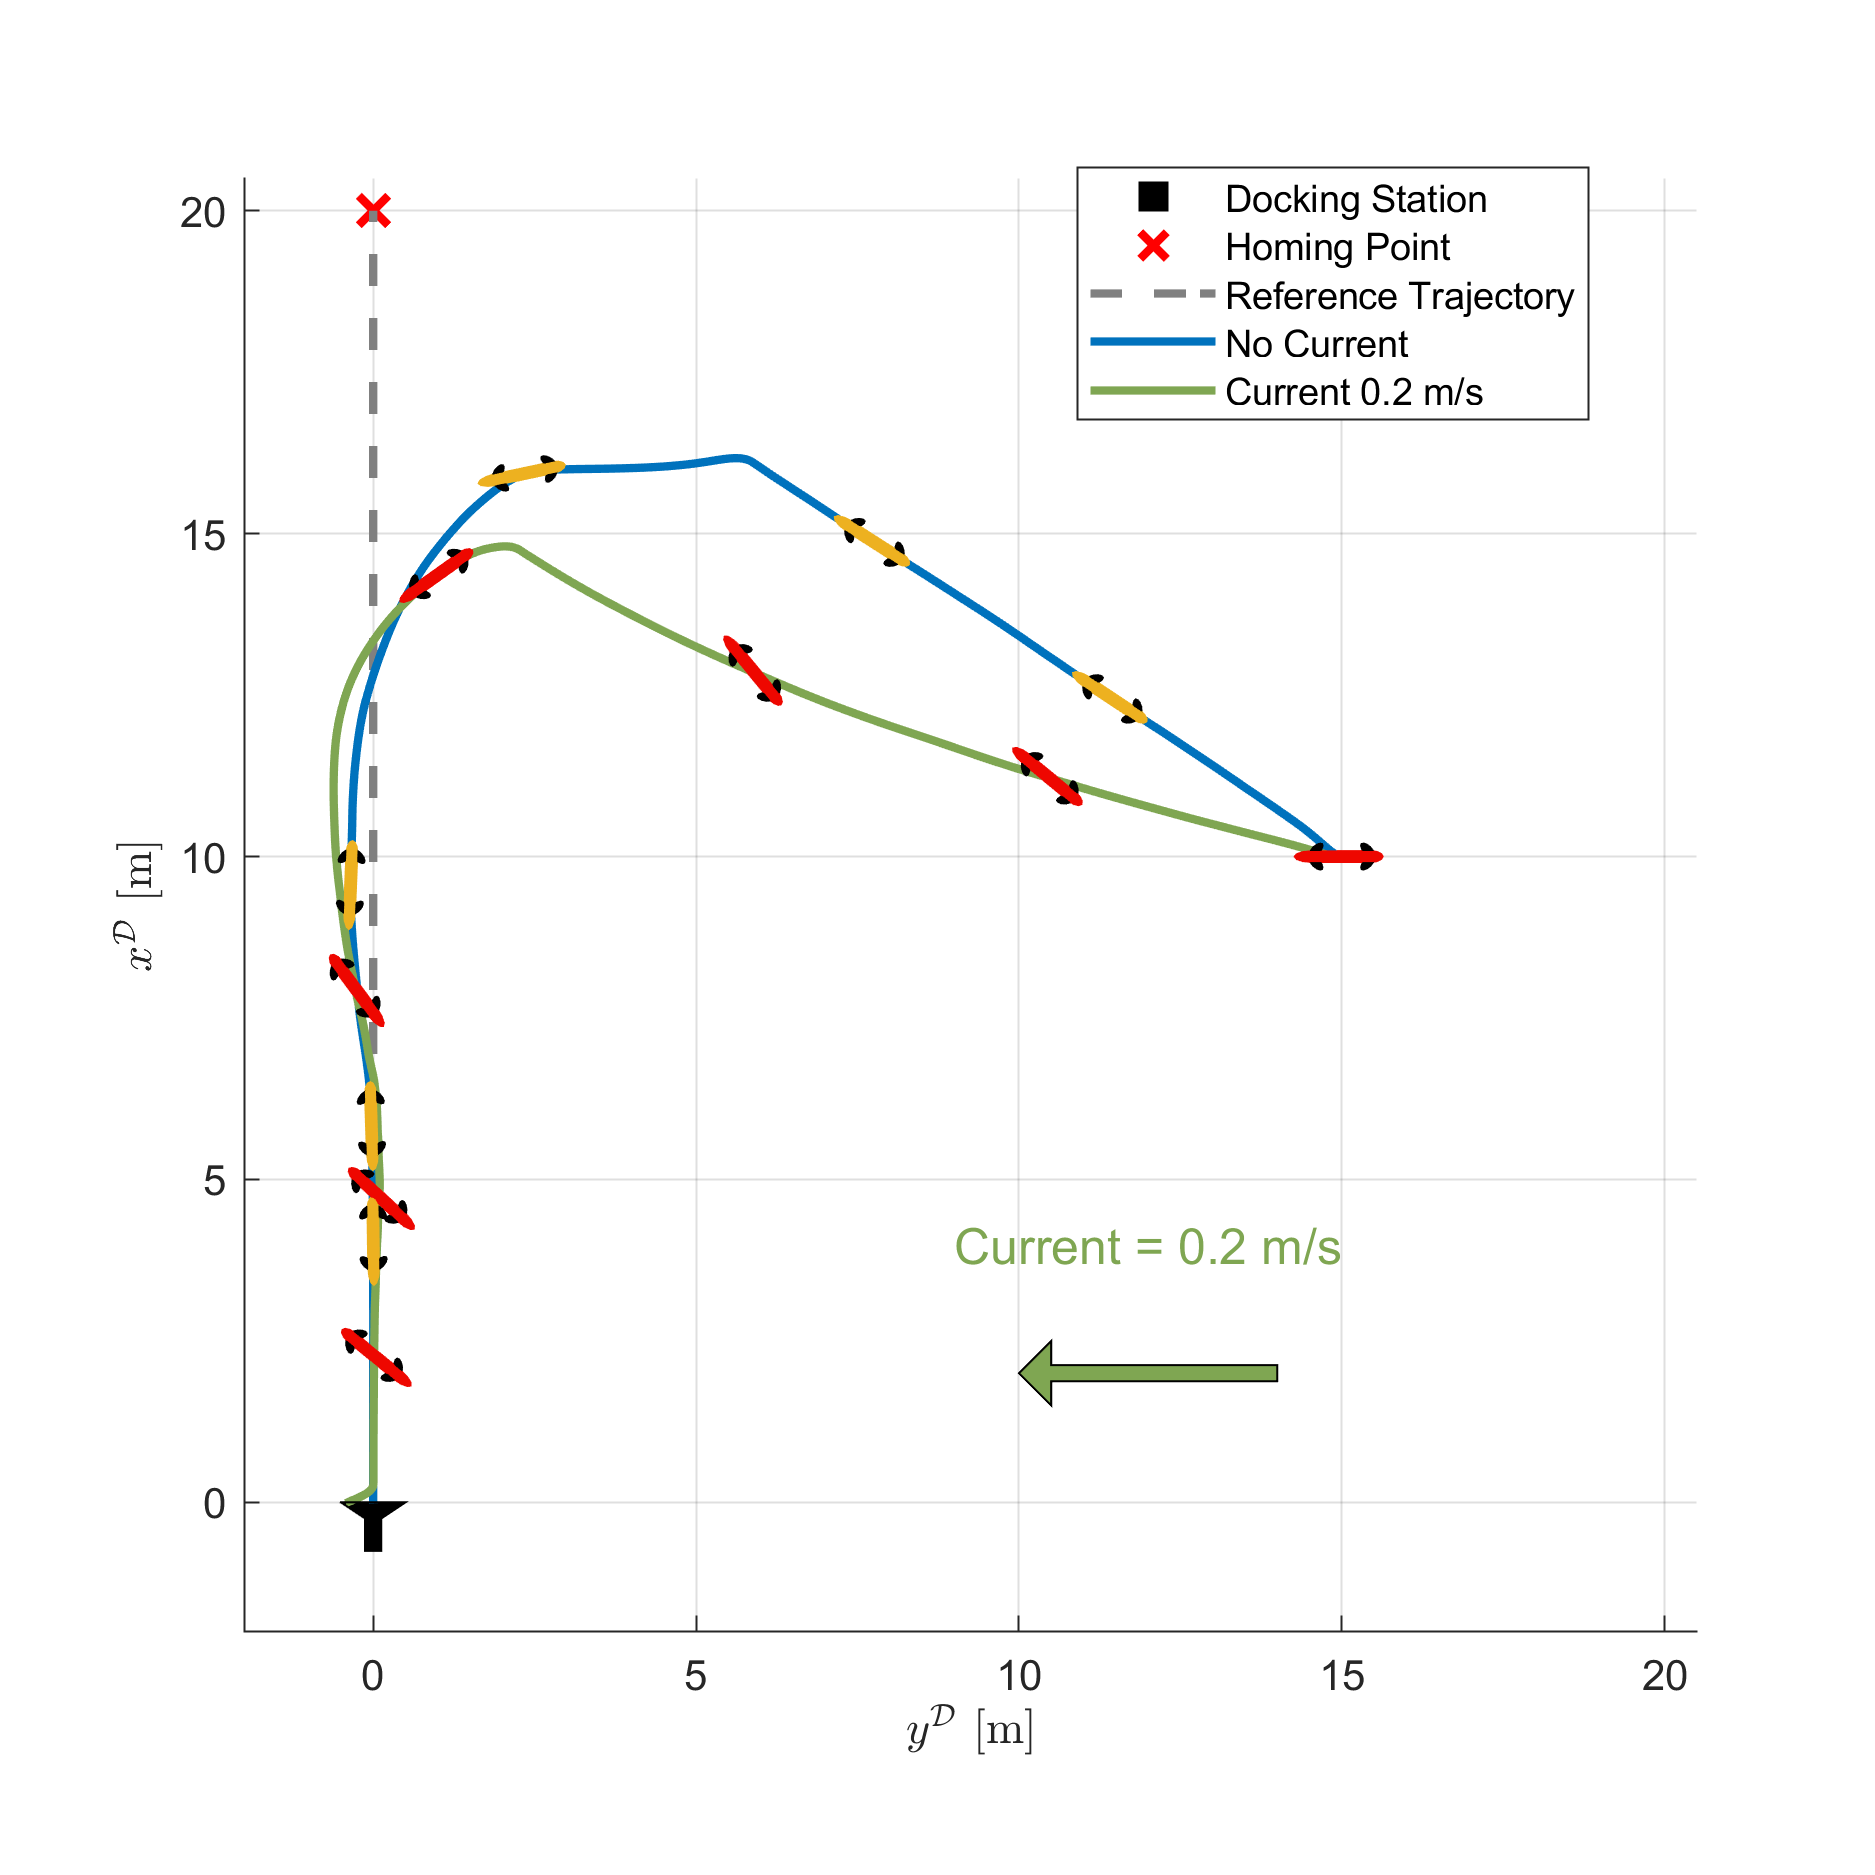 Docking Station
Homing Point
Reference Trajectory
No Current
Current 0.2 m/s
20
15
10
5
0
x^𝒟 [m]
Current = 0.2 m/s
0 5 10 15 20
y^𝒟 [m]